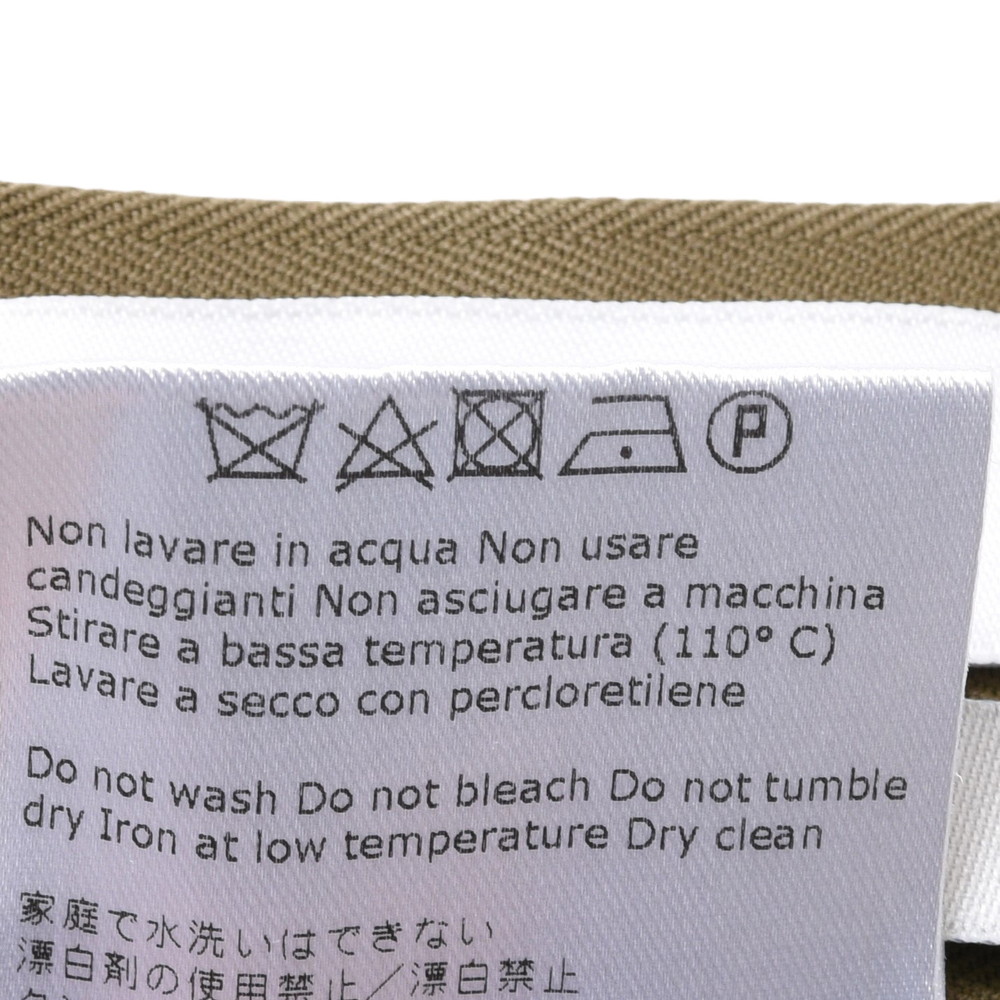 P
Non lavare in acqua Non usare
candeggianti Non asciugare a macchina
Stirare a bassa temperatura (110° C)
Lavare a secco con percloretilene
Do not wash Do not bleach Do not tumble
dry Iron at low temperature Dry clean
家庭で水洗いはできない
漂白剤の使用禁止/漂白禁止